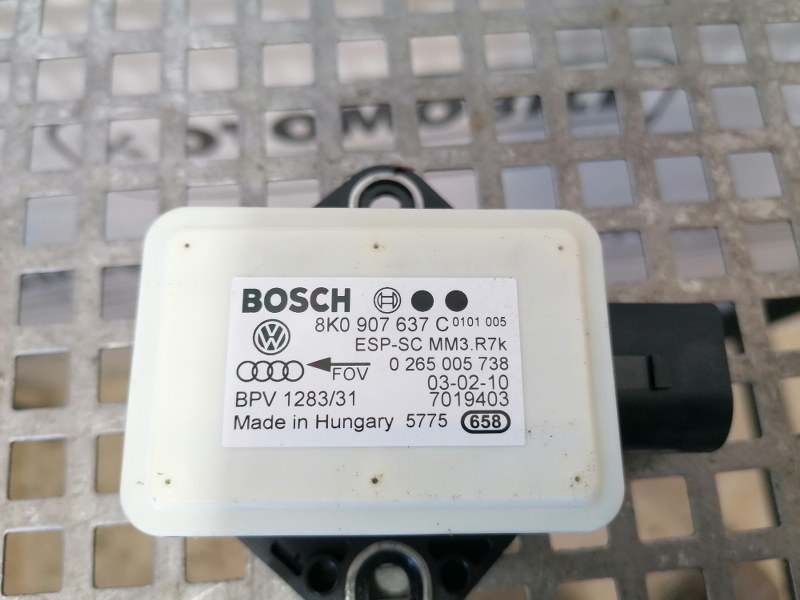 OTOMOBILI
BOSCH
8K0 907 637 C 0101 005
ESP-SC MM3.R7k
0 265 005 738
FOV
03-02-10
BPV 1283/31 7019403
Made in Hungary 5775 658